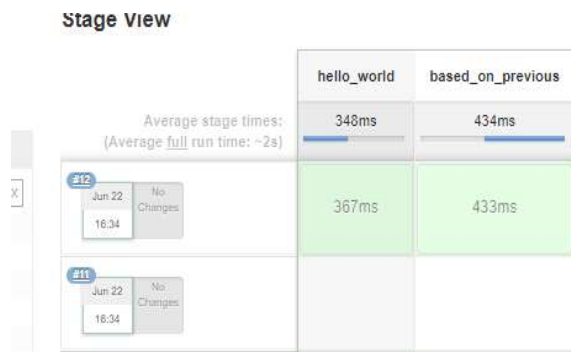 Stage View
hello_world based_on_previous
Average stage times: 348ms 434ms
(Average full run time: ~2s)
#12
Jun 22 No
Changes
16:34
367ms 433ms
X
#11
Jun 22 No
Changes
16:34